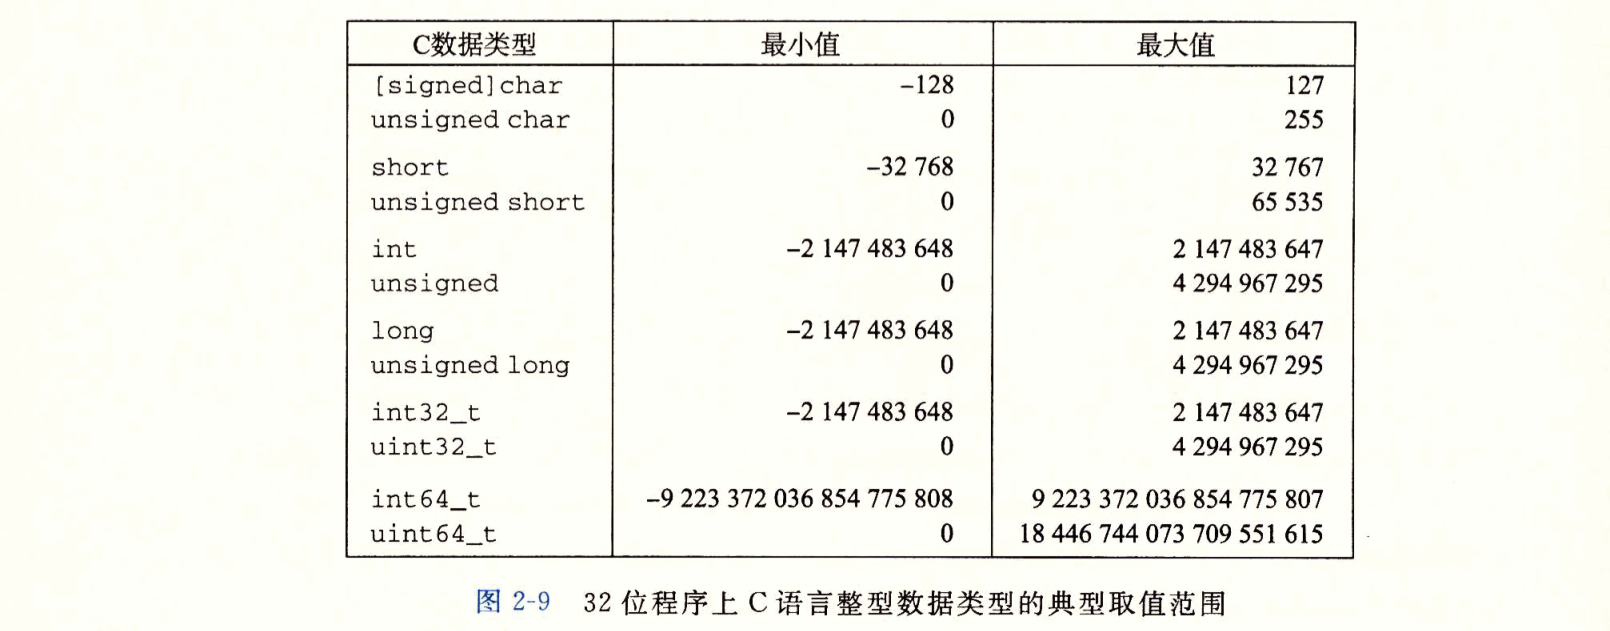 C数据类型 最小值 最大值
[signed]char –128 127
unsigned char 0 255
short –32 768 32 767
unsigned short 0 65 535
int –2 147 483 648 2 147 483 647
unsigned 0 4 294 967 295
long –2 147 483 648 2 147 483 647
unsigned long 0 4 294 967 295
int32_t –2 147 483 648 2 147 483 647
uint32_t 0 4 294 967 295
int64_t –9 223 372 036 854 775 808 9 223 372 036 854 775 807
uint64_t 0 18 446 744 073 709 551 615
图 2-9 32 位程序上 C 语言整型数据类型的典型取值范围